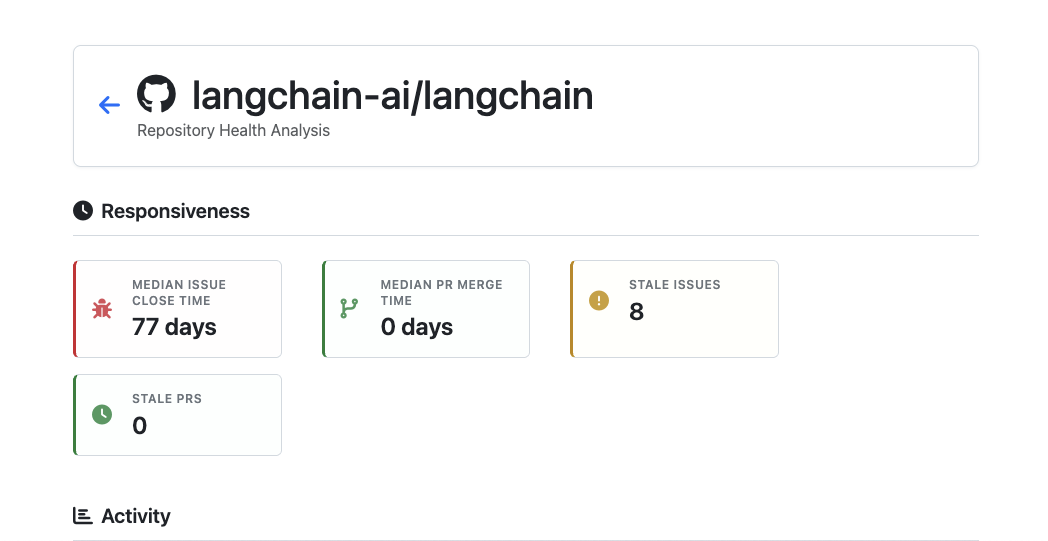 langchain-ai/langchain
Repository Health Analysis
Responsiveness
MEDIAN ISSUE
CLOSE TIME
77 days
MEDIAN PR MERGE
TIME
0 days
STALE ISSUES
8
STALE PRS
0
Activity